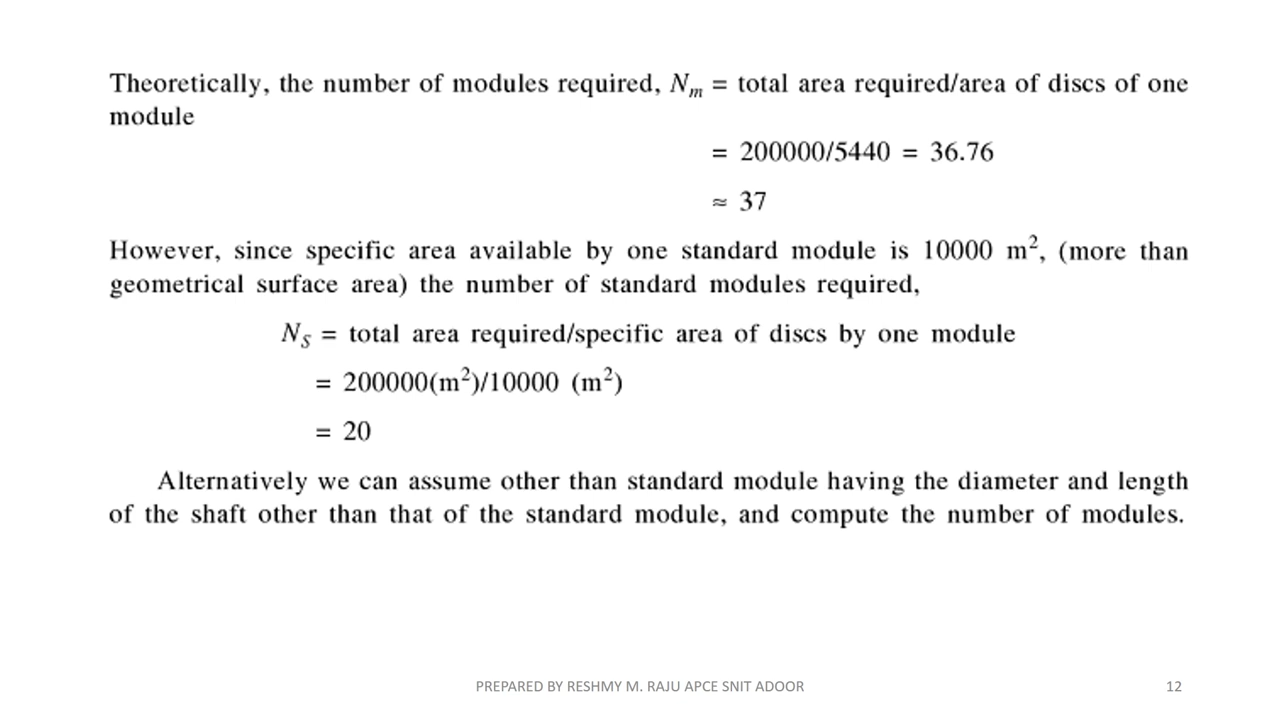 Theoretically, the number of modules required, Nm = total area required/area of discs of one
module
= 200000/5440 = 36.76
≈ 37
However, since specific area available by one standard module is 10000 m², (more than
geometrical surface area) the number of standard modules required,
NS = total area required/specific area of discs by one module
= 200000(m²)/10000 (m²)
= 20
Alternatively we can assume other than standard module having the diameter and length
of the shaft other than that of the standard module, and compute the number of modules.
PREPARED BY RESHMY M. RAJU APCE SNIT ADOOR 12